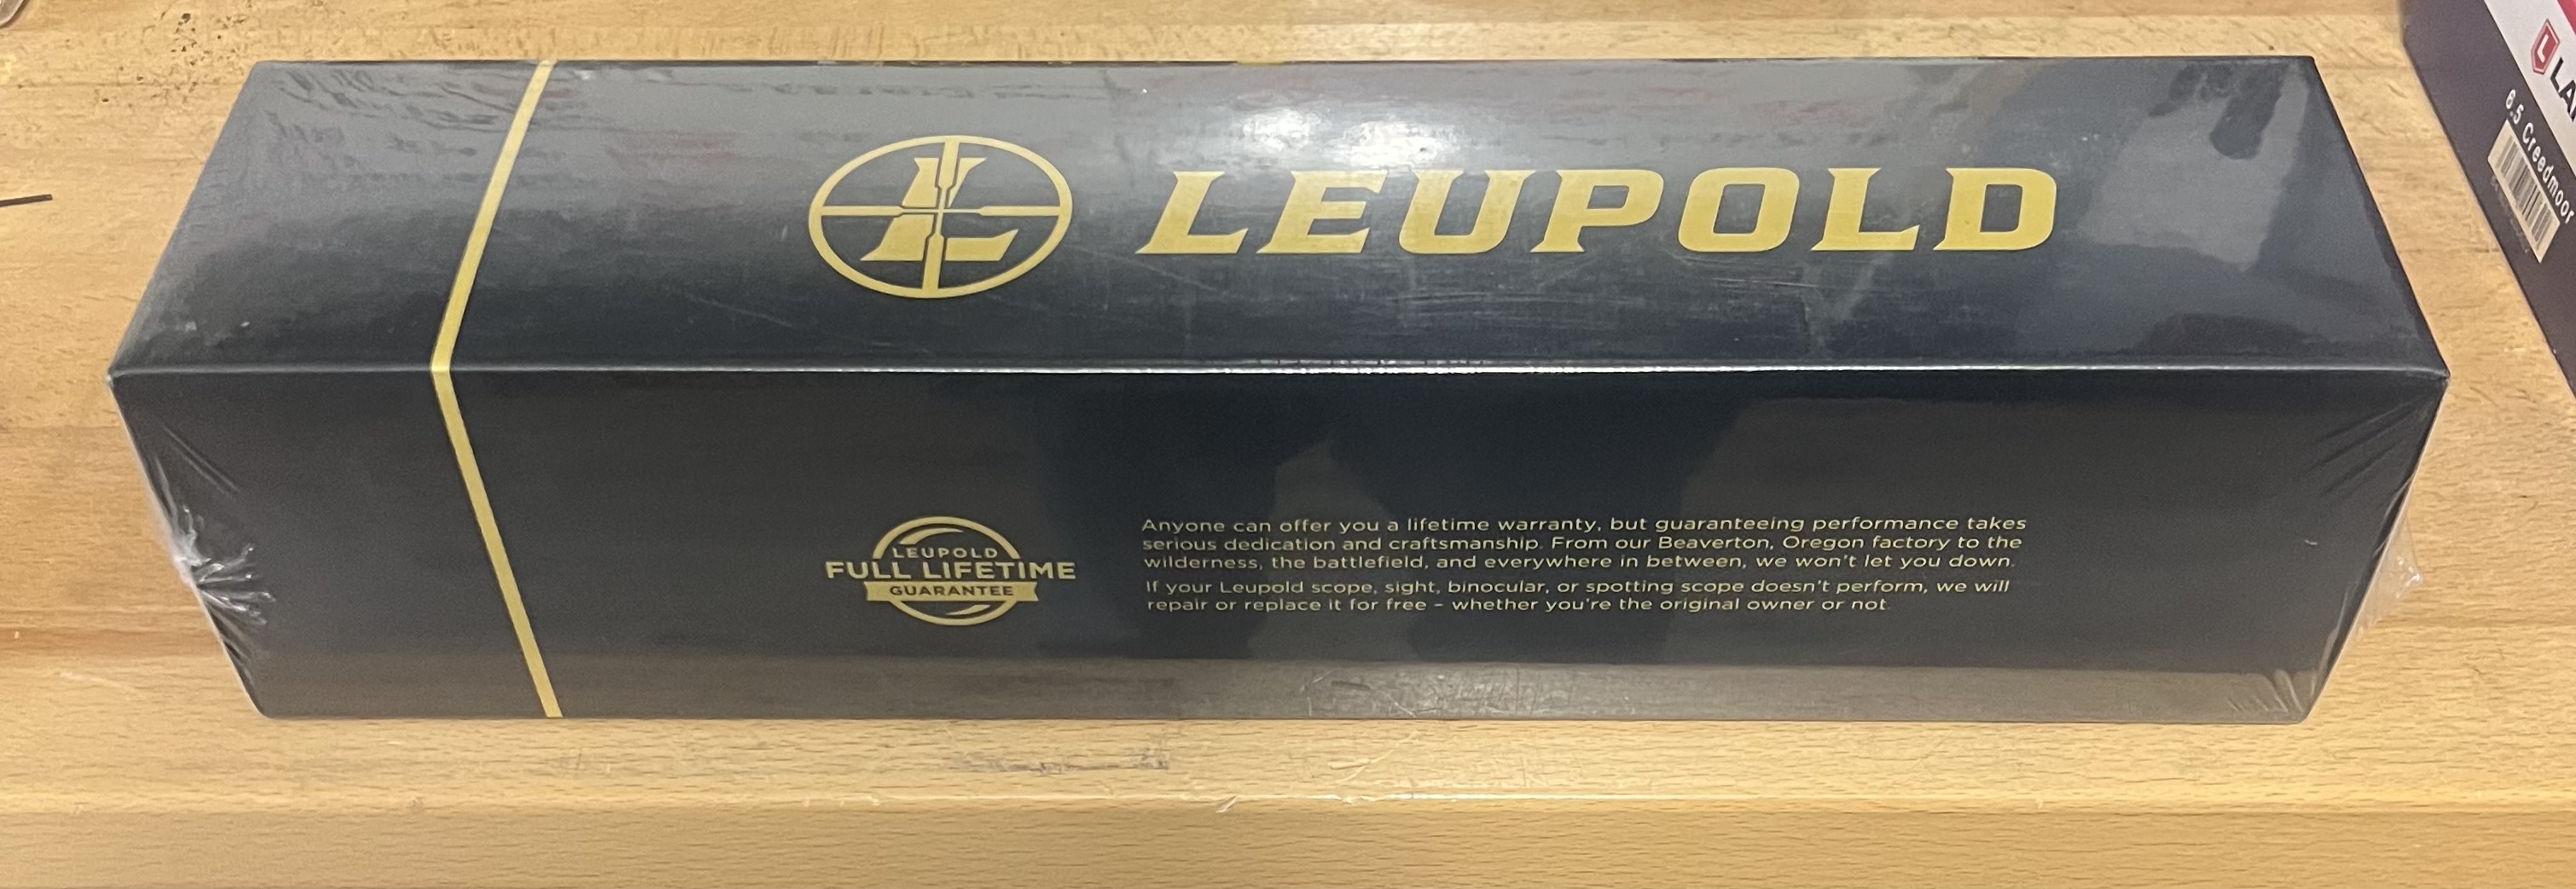 LEUPOLD
LEUPOLD
FULL LIFETIME
GUARANTEE
Anyone can offer you a lifetime warranty, but guaranteeing performance takes
serious dedication and craftsmanship. From our Beaverton, Oregon factory to the
wilderness, the battlefield, and everywhere in between, we won't let you down.
If your Leupold scope, sight, binocular, or spotting scope doesn't perform, we will
repair or replace it for free – whether you're the original owner or not.
L
6.5 Creedmoor